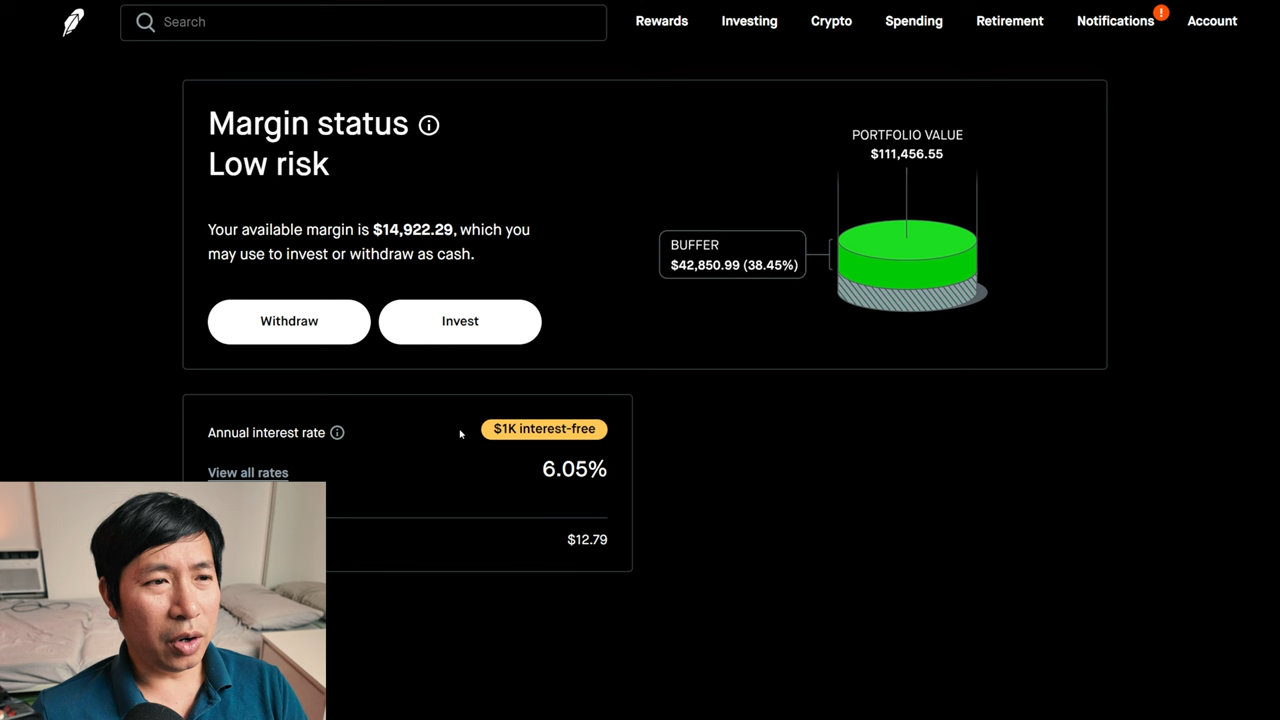 Search
Rewards
Investing
Crypto
Spending
Retirement
Notifications
!
Account
Margin status
Low risk
Your available margin is $14,922.29, which you
may use to invest or withdraw as cash.
Withdraw
Invest
PORTFOLIO VALUE
$111,456.55
BUFFER
$42,850.99 (38.45%)
Annual interest rate
$1K interest-free
View all rates
6.05%
$12.79